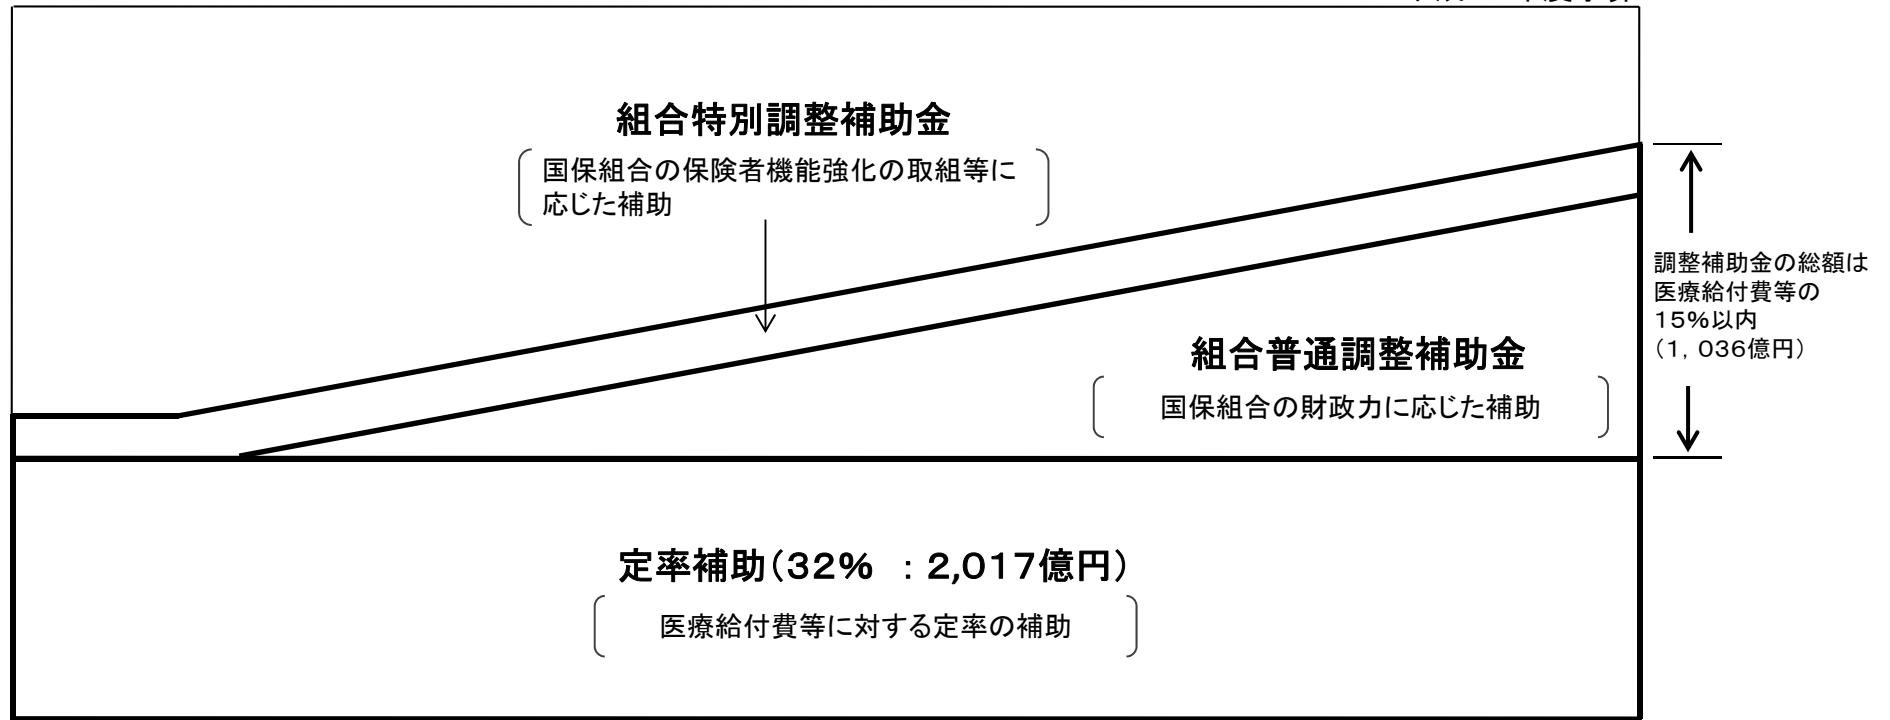 組合特別調整補助金
国保組合の保険者機能強化の取組等に
応じた補助
調整補助金の総額は
医療給付費等の
15%以内
(1,036億円)
組合普通調整補助金
国保組合の財政力に応じた補助
定率補助(32% :2,017億円)
医療給付費等に対する定率の補助